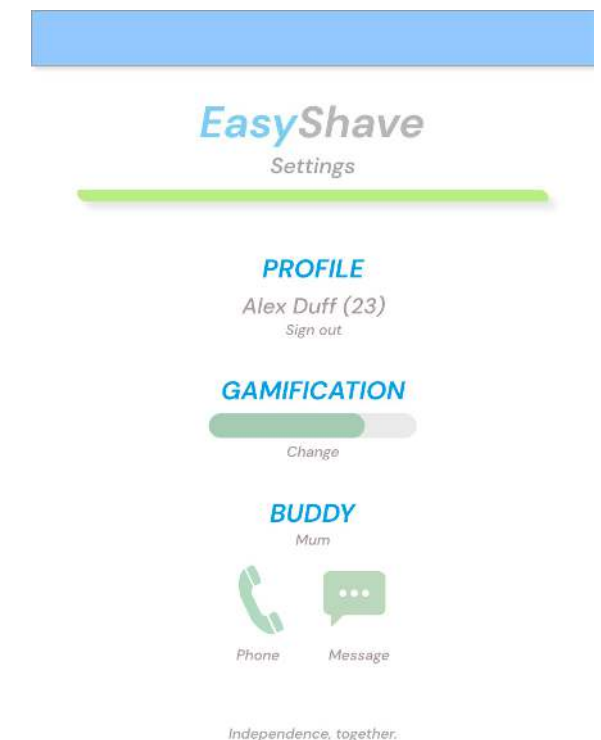 EasyShave
Settings
PROFILE
Alex Duff (23)
Sign out
GAMIFICATION
Change
BUDDY
Mum
Phone Message
Independence, together.